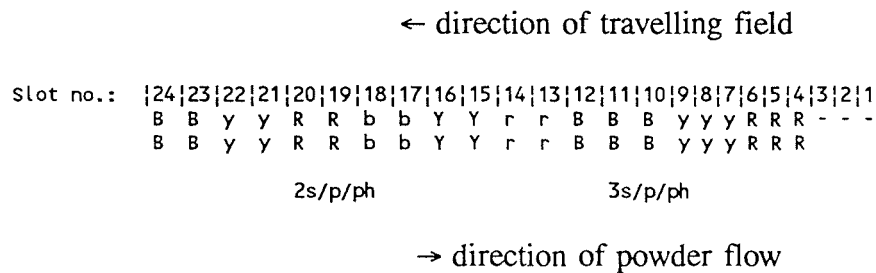 ← direction of travelling field
Slot no.: ¦24¦23¦22¦21¦20¦19¦18¦17¦16¦15¦14¦13¦12¦11¦10¦9¦8¦7¦6¦5¦4¦3¦2¦1
B B y y R R b b Y Y r r B B B y y y R R R - - -
B B y y R R b b Y Y r r B B B y y y R R R
2s/p/ph 3s/p/ph
→ direction of powder flow